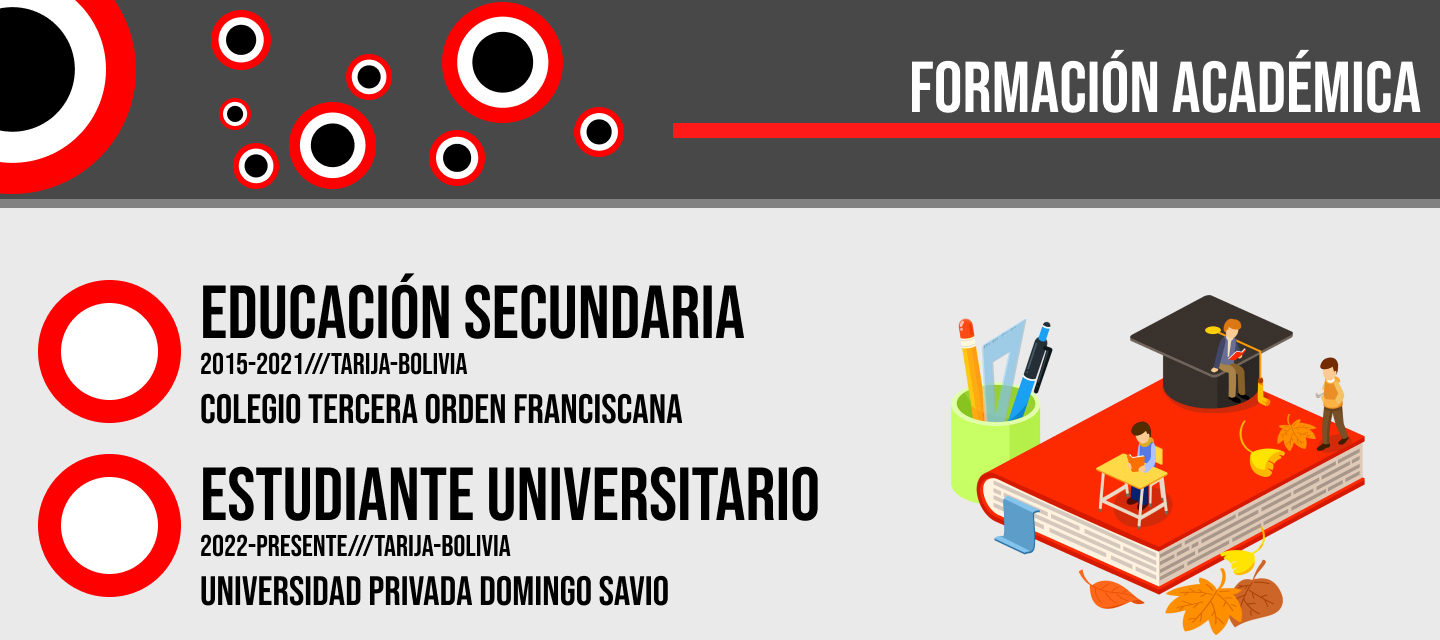 FORMACIÓN ACADÉMICA
EDUCACIÓN SECUNDARIA
2015-2021///TARIJA-BOLIVIA
COLEGIO TERCERA ORDEN FRANCISCANA
ESTUDIANTE UNIVERSITARIO
2022-PRESENTE///TARIJA-BOLIVIA
UNIVERSIDAD PRIVADA DOMINGO SAVIO